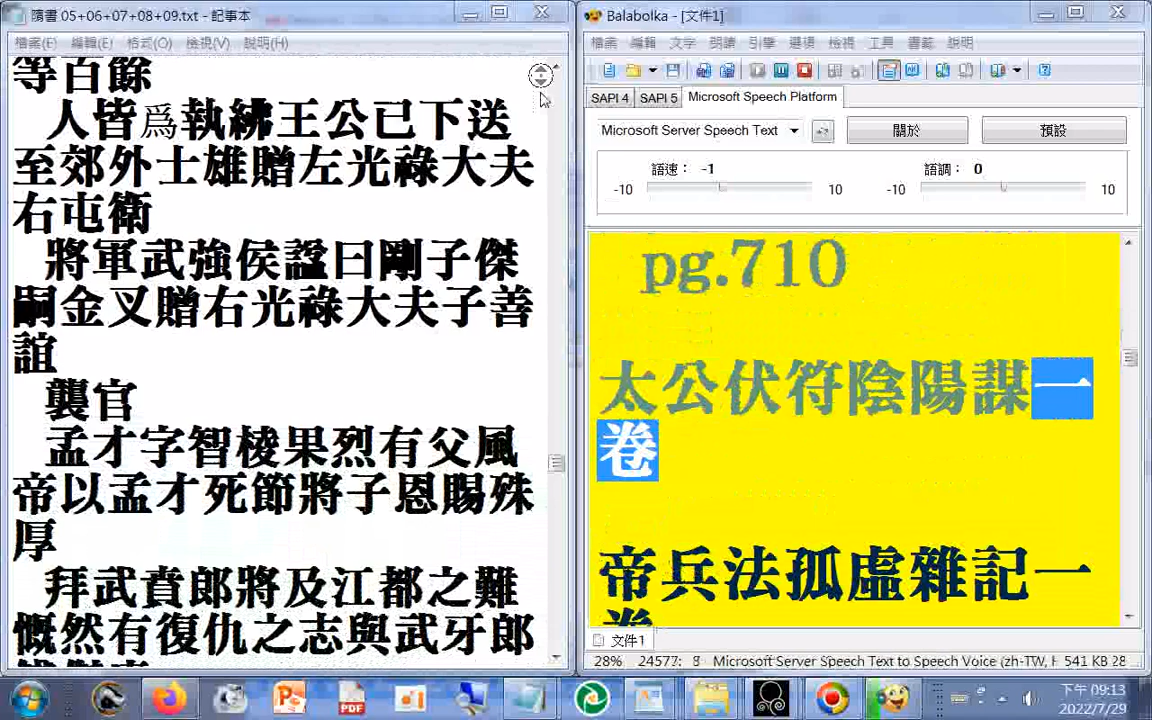 隋書 05+06+07+08+09.txt - 記事本
檔案(F) 編輯(E) 格式(O) 檢視(V) 說明(H)
等百餘
人皆爲執紼王公已下送
至郊外士雄贈左光祿大夫
右屯衛
將軍武強侯諡曰剛子傑
嗣金叉贈右光祿大夫子善
誼
襲官
孟才字智棱果烈有父風
帝以孟才死節將子恩賜殊
厚
拜武賁郎將及江都之難
慨然有復仇之志與武牙郎
Balabolka - [文件1]
檔案 編輯 文字 朗讀 引擎 選項 檢視 工具 書籤 說明
SAPI 4 SAPI 5 Microsoft Speech Platform
Microsoft Server Speech Text 關於 預設
語速： -1 語調： 0
-10 10 -10 10
pg.710
太公伏符陰陽謀一
卷
帝兵法孤虛雜記一
卷
文件1
28% 24577: 8 Microsoft Server Speech Text to Speech Voice (zh-TW, H 541 KB 28
PDF
下午 09:13
2022/7/29